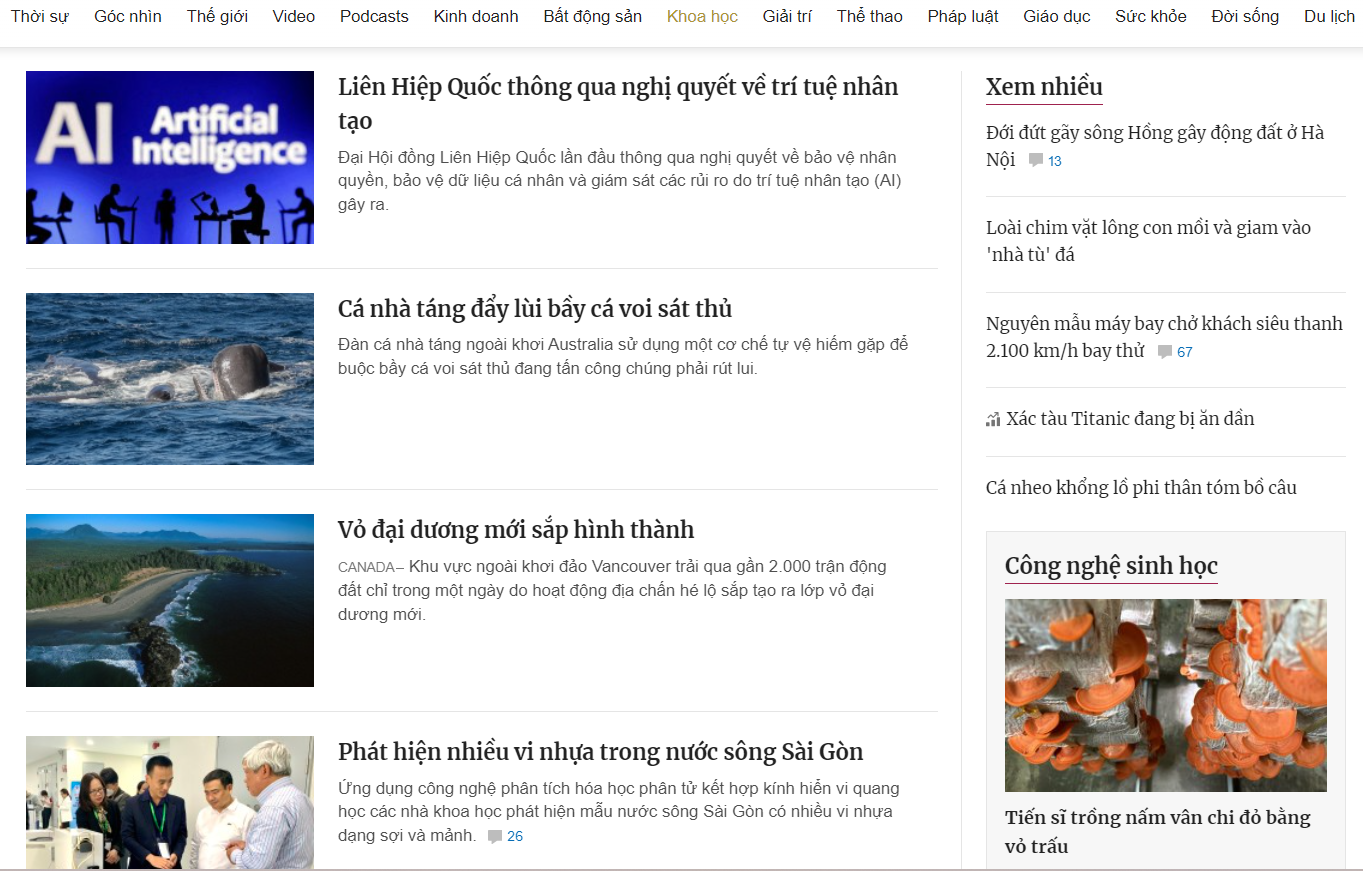 Thời sự Góc nhìn Thế giới Video Podcasts Kinh doanh Bất động sản Khoa học Giải trí Thể thao Pháp luật Giáo dục Sức khỏe Đời sống Du lịch
AI Artificial
Intelligence
Liên Hiệp Quốc thông qua nghị quyết về trí tuệ nhân
tạo
Đại Hội đồng Liên Hiệp Quốc lần đầu thông qua nghị quyết về bảo vệ nhân
quyền, bảo vệ dữ liệu cá nhân và giám sát các rủi ro do trí tuệ nhân tạo (AI)
gây ra.
Cá nhà táng đẩy lùi bầy cá voi sát thủ
Đàn cá nhà táng ngoài khơi Australia sử dụng một cơ chế tự vệ hiếm gặp để
buộc bầy cá voi sát thủ đang tấn công chúng phải rút lui.
Vỏ đại dương mới sắp hình thành
CANADA – Khu vực ngoài khơi đảo Vancouver trải qua gần 2.000 trận động
đất chỉ trong một ngày do hoạt động địa chấn hé lộ sắp tạo ra lớp vỏ đại
dương mới.
Phát hiện nhiều vi nhựa trong nước sông Sài Gòn
Ứng dụng công nghệ phân tích hóa học phân tử kết hợp kính hiển vi quang
học các nhà khoa học phát hiện mẫu nước sông Sài Gòn có nhiều vi nhựa
dạng sợi và mảnh. 26
Xem nhiều
Đới đứt gãy sông Hồng gây động đất ở Hà
Nội 13
Loài chim vặt lông con mồi và giam vào
'nhà tù' đá
Nguyên mẫu máy bay chở khách siêu thanh
2.100 km/h bay thử 67
Xác tàu Titanic đang bị ăn dần
Cá nheo khổng lồ phi thân tóm bồ câu
Công nghệ sinh học
Tiến sĩ trồng nấm vân chi đỏ bằng
vỏ trấu